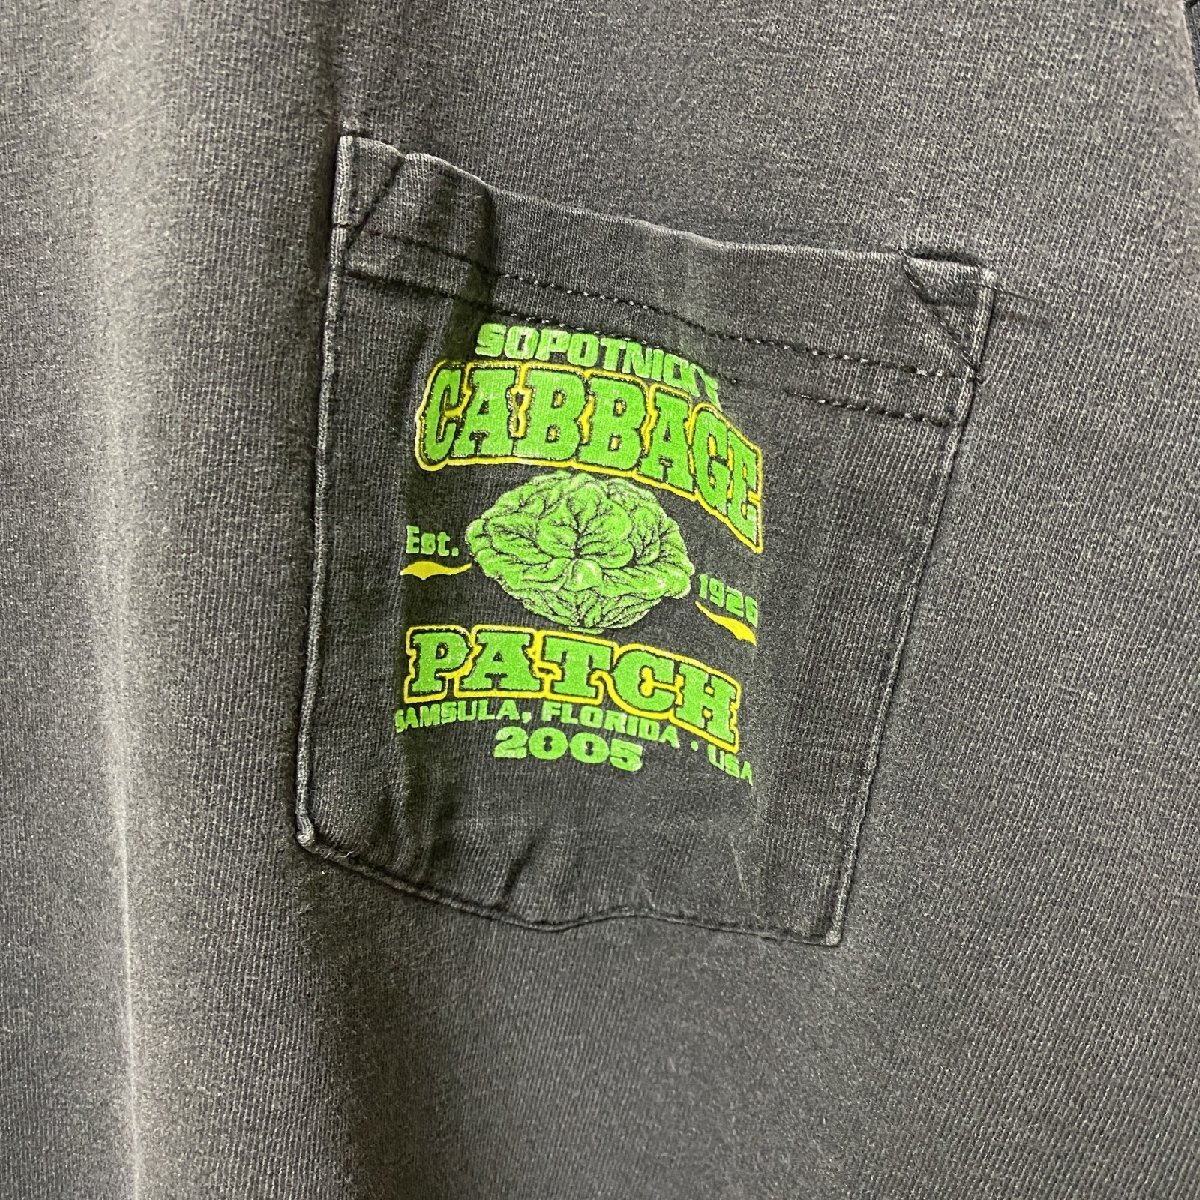 SOPOTNICK'S
CABBAGE
Est. 1926
PATCH
SAMSULA, FLORIDA · USA
2005